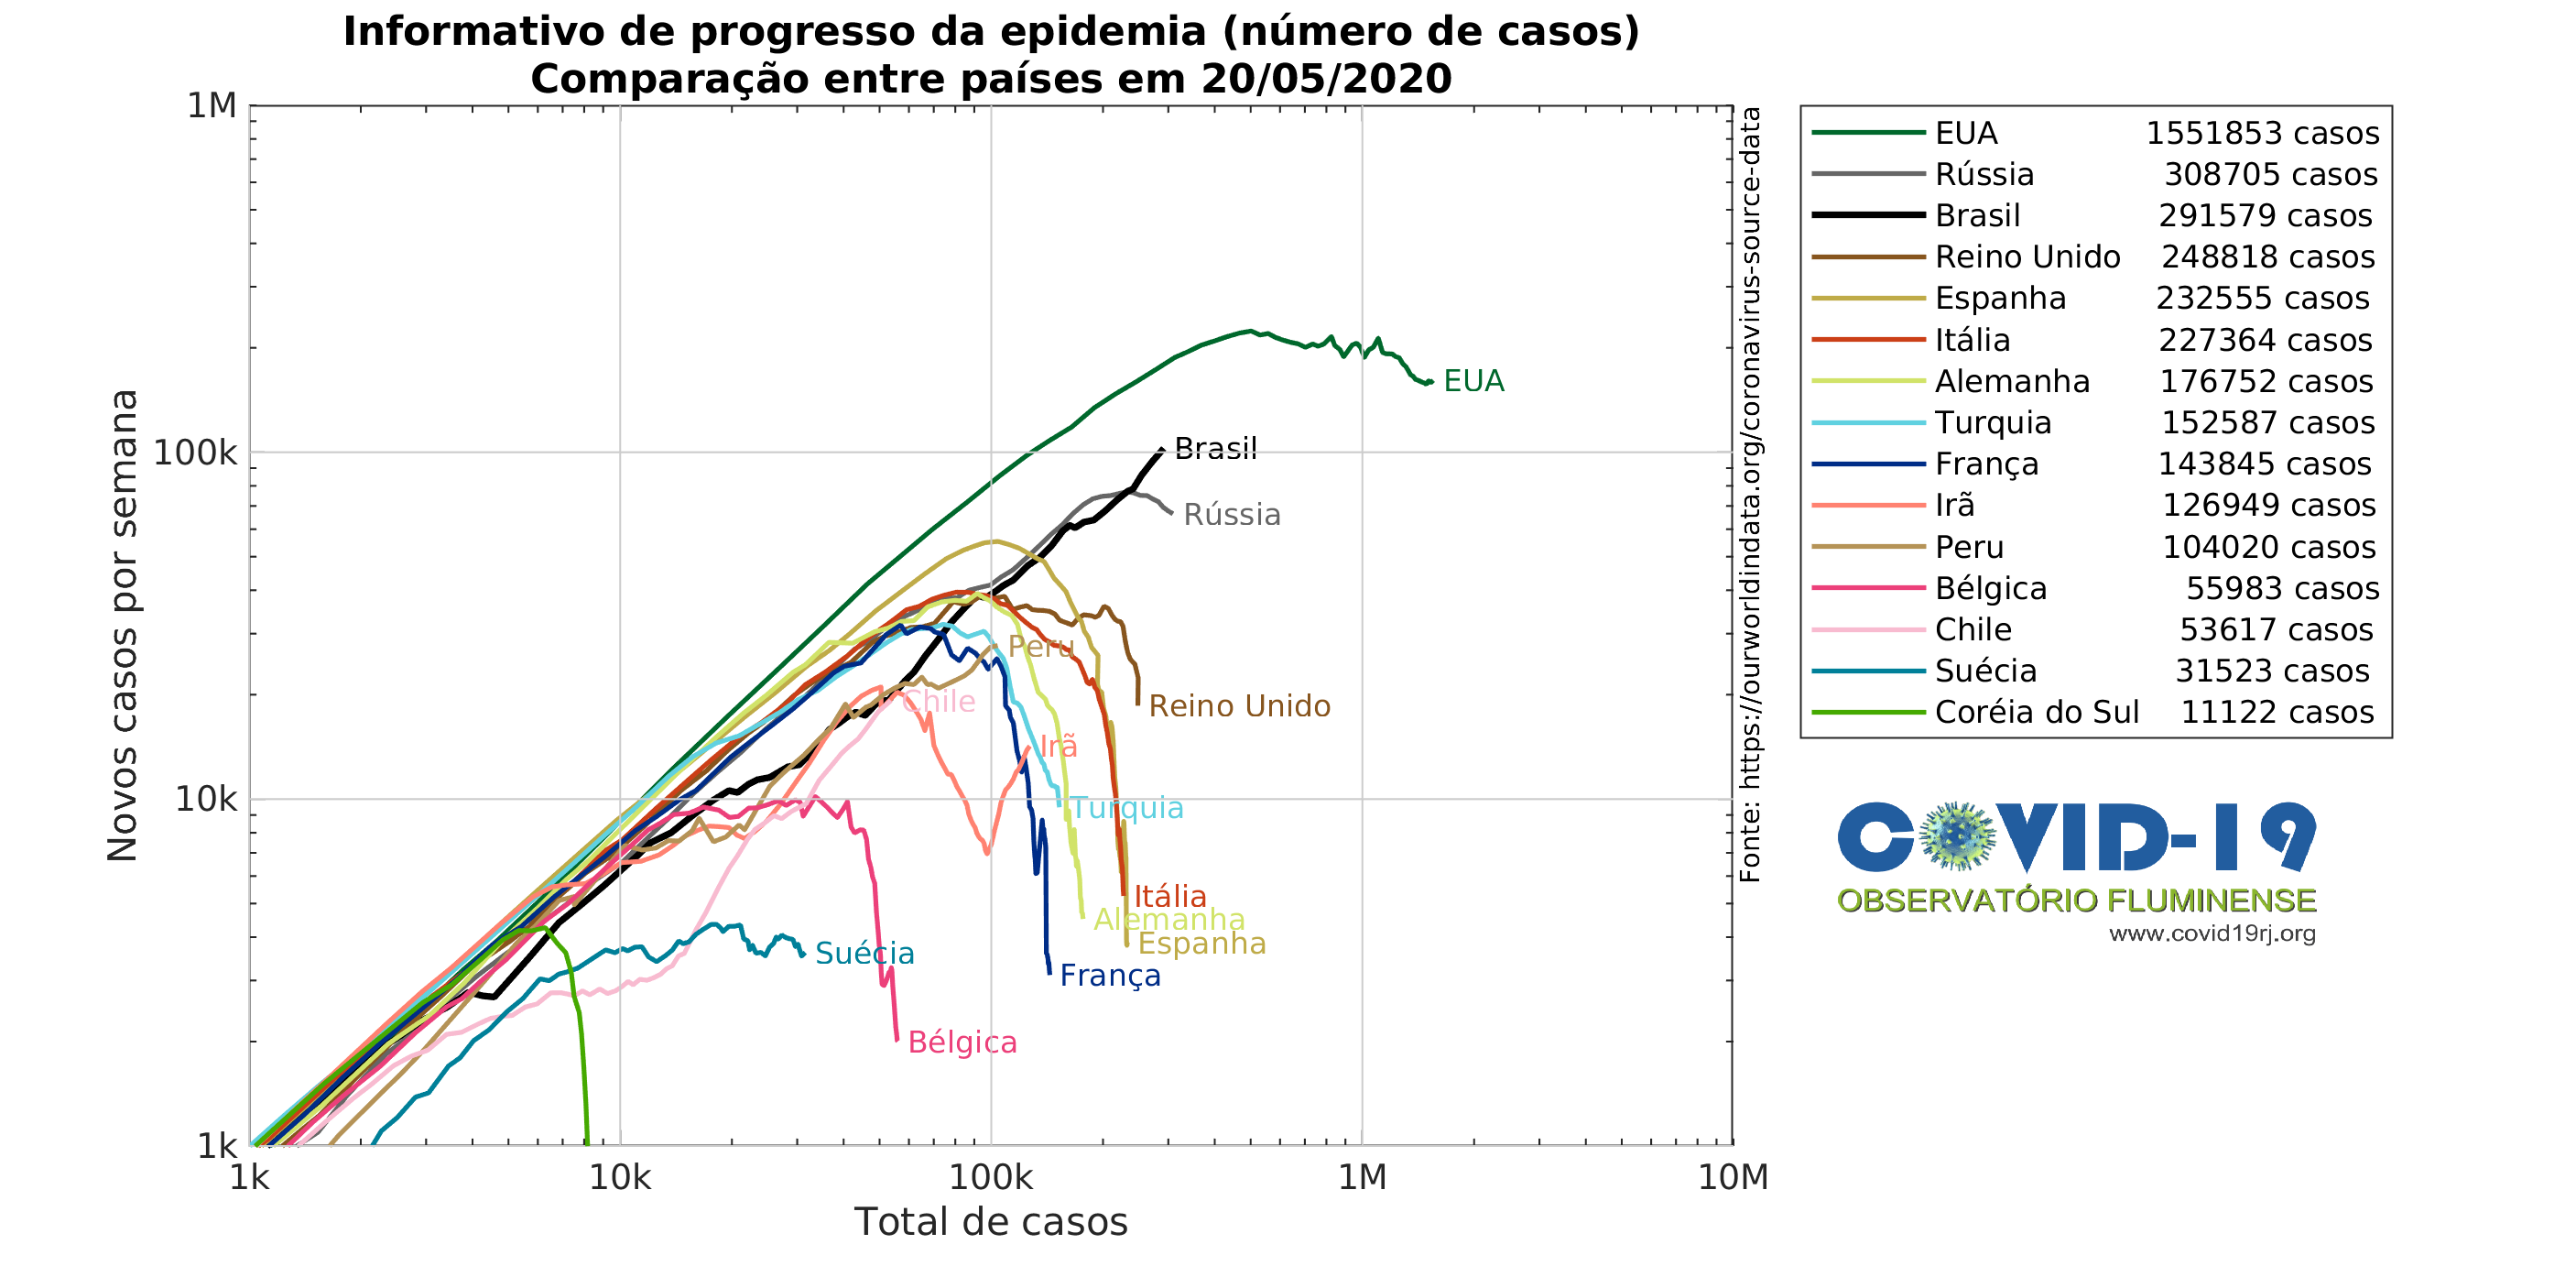 Informativo de progresso da epidemia (número de casos)
Comparação entre países em 20/05/2020
1M
100k
10k
1k
Novos casos por semana
1k
10k
100k
1M
10M
Total de casos
EUA
Brasil
Rússia
Peru
Chile
Reino Unido
Irã
Turquia
Itália
Alemanha
Espanha
Suécia
França
Bélgica
Fonte: https://ourworldindata.org/coronavirus-source-data
EUA 1551853 casos
Rússia 308705 casos
Brasil 291579 casos
Reino Unido 248818 casos
Espanha 232555 casos
Itália 227364 casos
Alemanha 176752 casos
Turquia 152587 casos
França 143845 casos
Irã 126949 casos
Peru 104020 casos
Bélgica 55983 casos
Chile 53617 casos
Suécia 31523 casos
Coréia do Sul 11122 casos
COVID-19
OBSERVATÓRIO FLUMINENSE
www.covid19rj.org